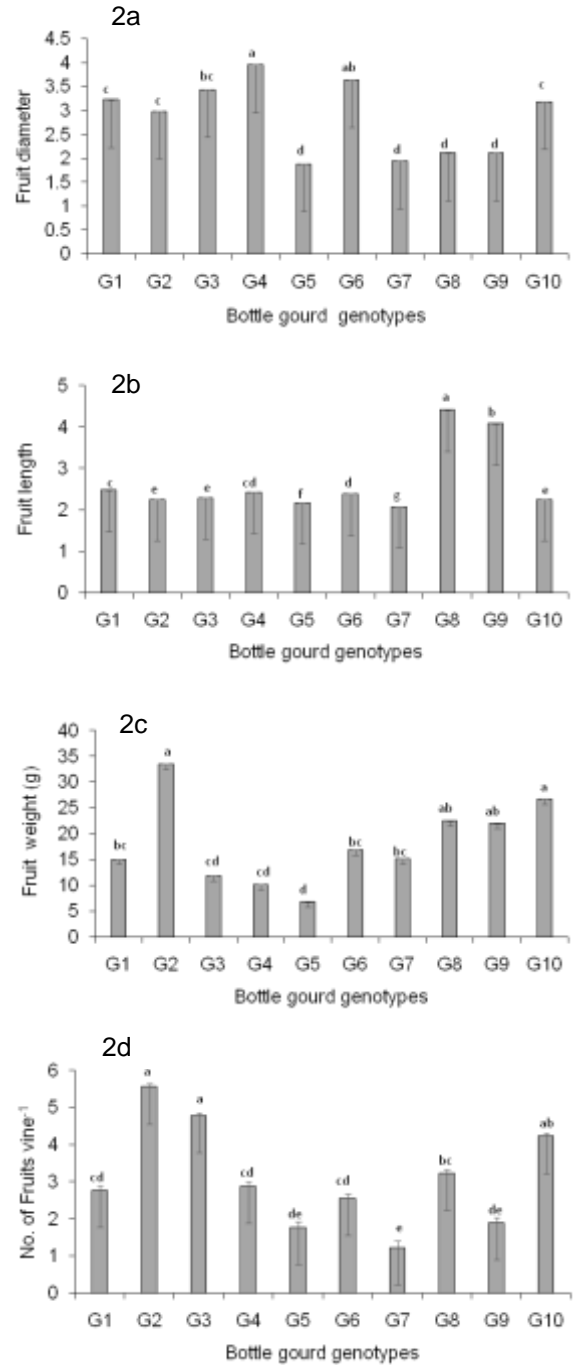 2a
4.5
4
3.5
3
2.5
2
1.5
1
0.5
0
Fruit diameter
c c bc a d ab d d d c
G1 G2 G3 G4 G5 G6 G7 G8 G9 G10
Bottle gourd genotypes
2b
5
4
3
2
1
0
Fruit length
c e e cd f d g a b e
G1 G2 G3 G4 G5 G6 G7 G8 G9 G10
Bottle gourd genotypes
2c
40
35
30
25
20
15
10
5
0
Fruit weight (g)
bc a cd cd d bc bc ab ab a
G1 G2 G3 G4 G5 G6 G7 G8 G9 G10
Bottle gourd genotypes
2d
6
5
4
3
2
1
0
No. of Fruits vine⁻¹
cd a a cd de cd e bc de ab
G1 G2 G3 G4 G5 G6 G7 G8 G9 G10
Bottle gourd genotypes